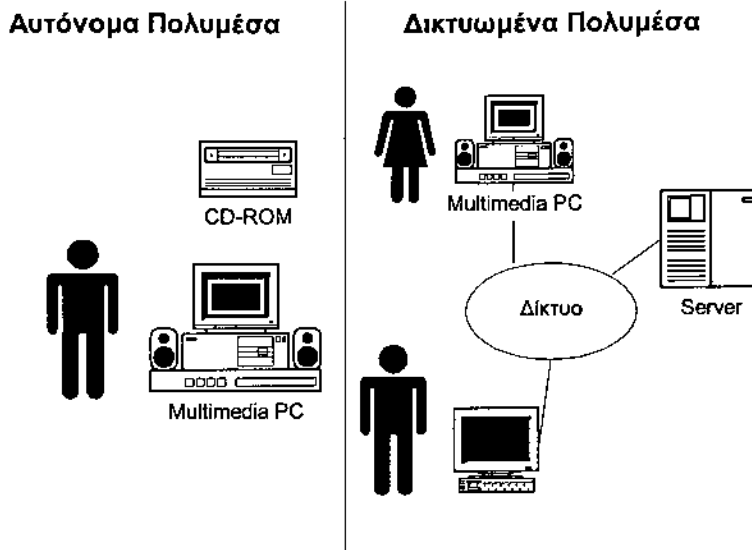 Αυτόνομα Πολυμέσα
CD-ROM
Multimedia PC
Δικτυωμένα Πολυμέσα
Multimedia PC
Δίκτυο
Server